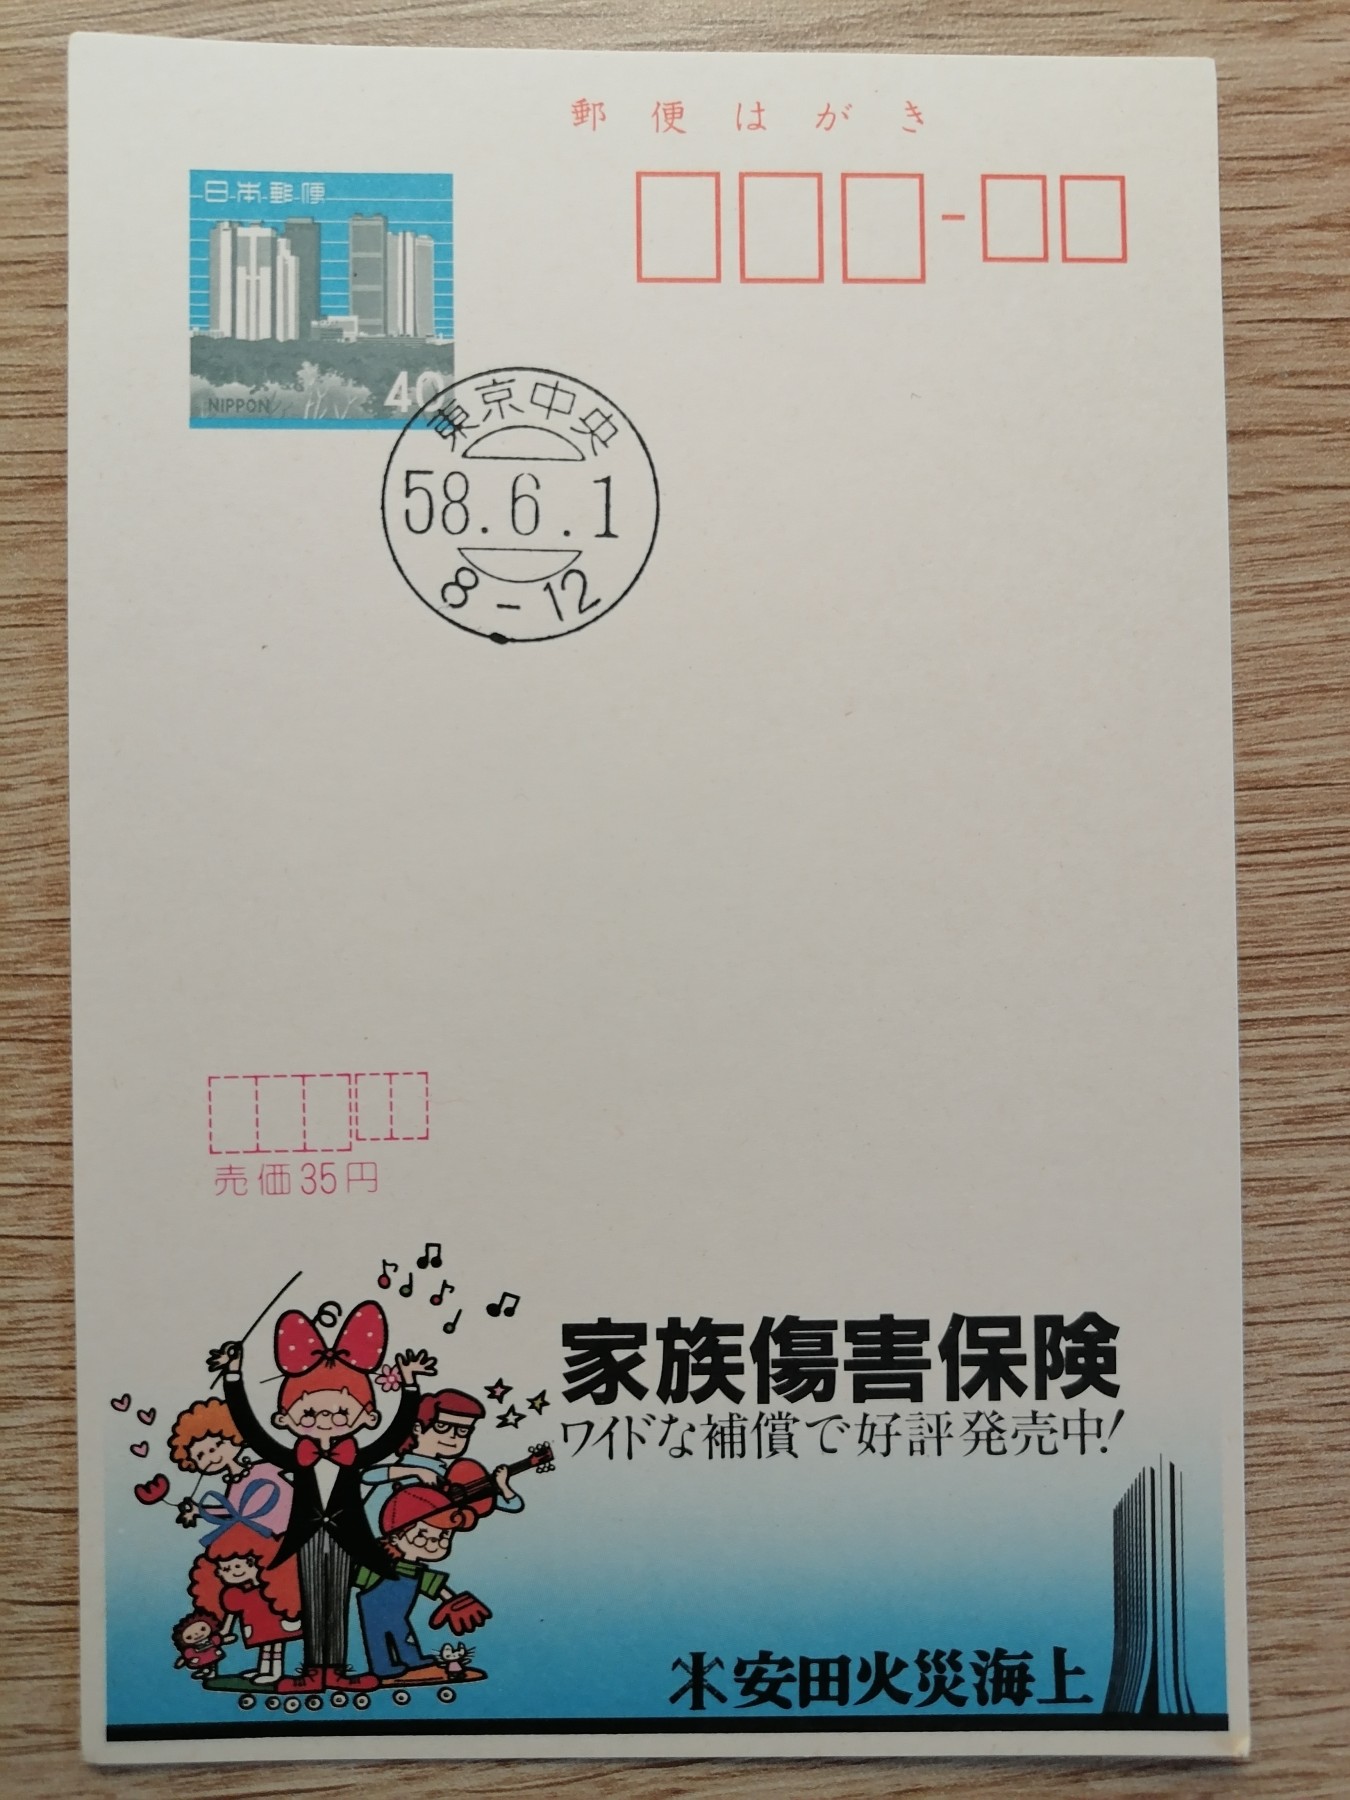 郵便はがき
日本郵便
NIPPON
40
東京中央
58.6.1
8-12
売価35円
家族傷害保険
ワイドな補償で好評発売中!
安田火災海上